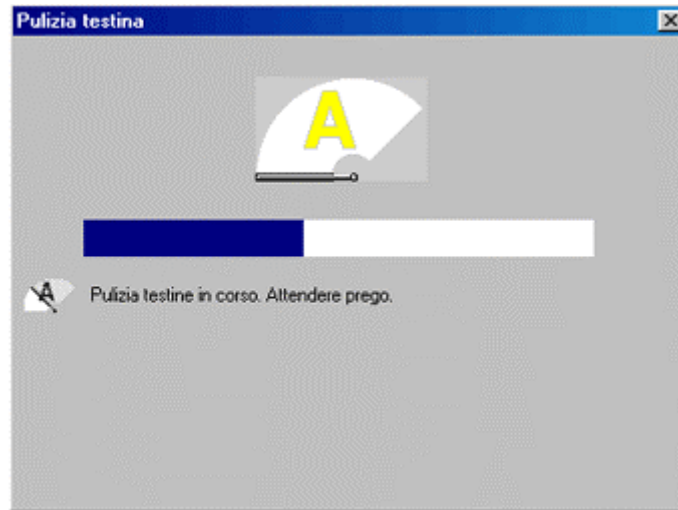 Pulizia testina
A
A
Pulizia testine in corso. Attendere prego.